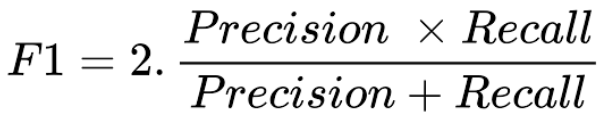 F1 = 2. Precision × Recall
Precision + Recall